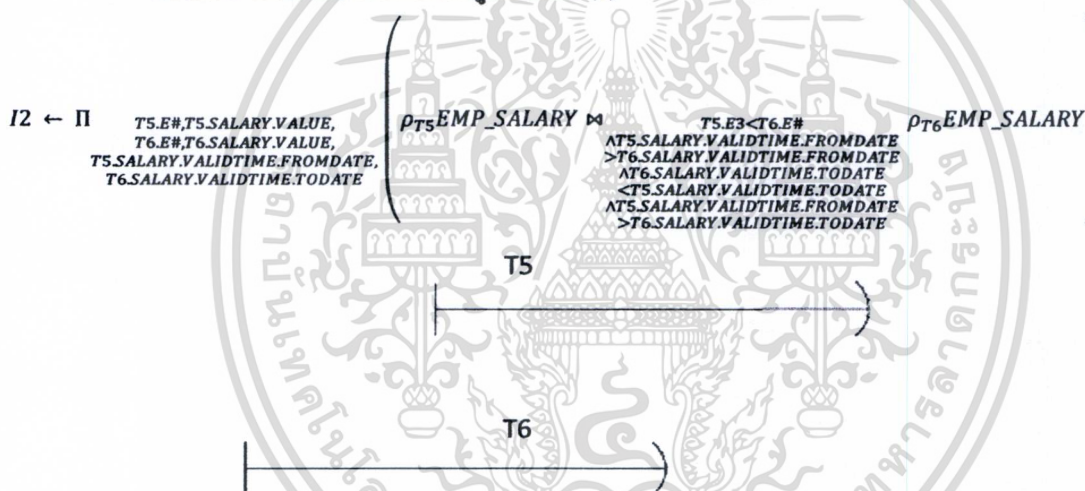 I2 ← Π T5.E#,T5.SALARY.VALUE,
T6.E#,T6.SALARY.VALUE,
T5.SALARY.VALIDTIME.FROMDATE,
T6.SALARY.VALIDTIME.TODATE
( ρT5EMP_SALARY ⋈ T5.E3<T6.E#
∧T5.SALARY.VALIDTIME.FROMDATE
>T6.SALARY.VALIDTIME.FROMDATE
∧T6.SALARY.VALIDTIME.TODATE
<T5.SALARY.VALIDTIME.TODATE
∧T5.SALARY.VALIDTIME.FROMDATE
>T6.SALARY.VALIDTIME.TODATE
ρT6EMP_SALARY
T5
T6